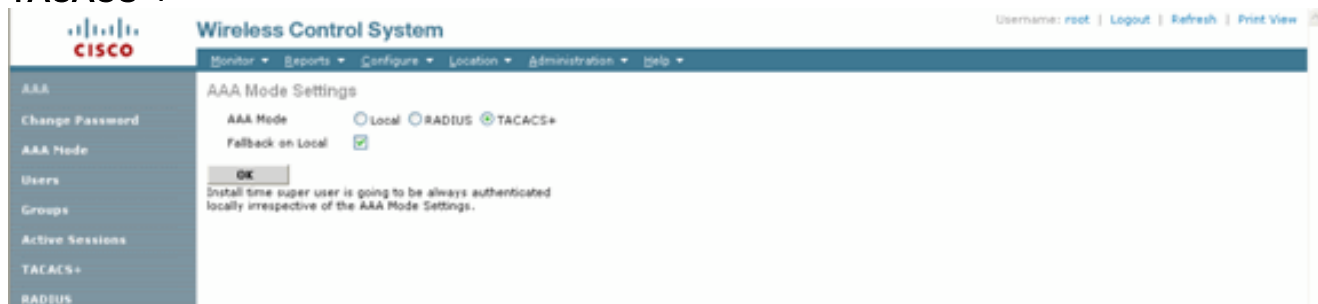 TACACS+
CISCO
Wireless Control System
Username: root | Logout | Refresh | Print View
Monitor Reports Configure Location Administration Help
AAA
Change Password
AAA Mode
Users
Groups
Active Sessions
TACACS+
RADIUS
AAA Mode Settings
AAA Mode Local RADIUS TACACS+
Fallback on Local
OK
Install time super user is going to be always authenticated
locally irrespective of the AAA Mode Settings.